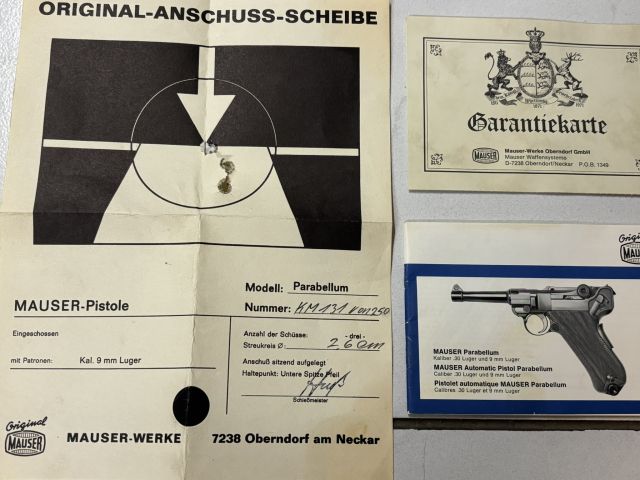 ORIGINAL-ANSCHUSS-SCHEIBE
MAUSER-Pistole
Modell: Parabellum
Nummer: KM 131 von 250
Eingeschossen
mit Patronen: Kal. 9 mm Luger
Anzahl der Schüsse: -drei-
Streukreis Ø: 26 cm
Anschuß sitzend aufgelegt
Haltepunkt: Untere Spitze Pfeil
Schießmeister
Original
MAUSER
MAUSER-WERKE 7238 Oberndorf am Neckar
1871
Garantiekarte
MAUSER
Mauser-Werke Oberndorf GmbH
Mauser Waffensysteme
D-7238 Oberndorf/Neckar P.O.B. 1349
Original
MAUSER
MAUSER Parabellum
Kaliber .30 Luger und 9 mm Luger
MAUSER Automatic Pistol Parabellum
Caliber .30 Luger and 9 mm Luger
Pistolet automatique MAUSER Parabellum
Calibres .30 Luger et 9 mm Luger